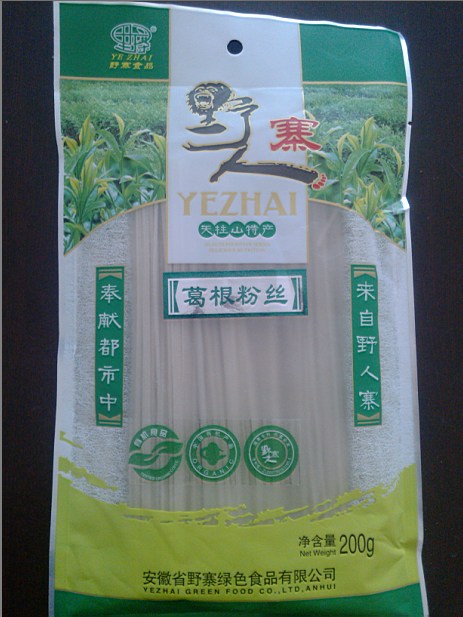 YE ZHAI
野寨食品
野人寨
YEZHAI
天柱山特产
【葛根粉丝】
奉献都市中
来自野人寨
ORGANIC
净含量
Net Weight 200g
安徽省野寨绿色食品有限公司
YEZHAI GREEN FOOD CO.,LTD,ANHUI